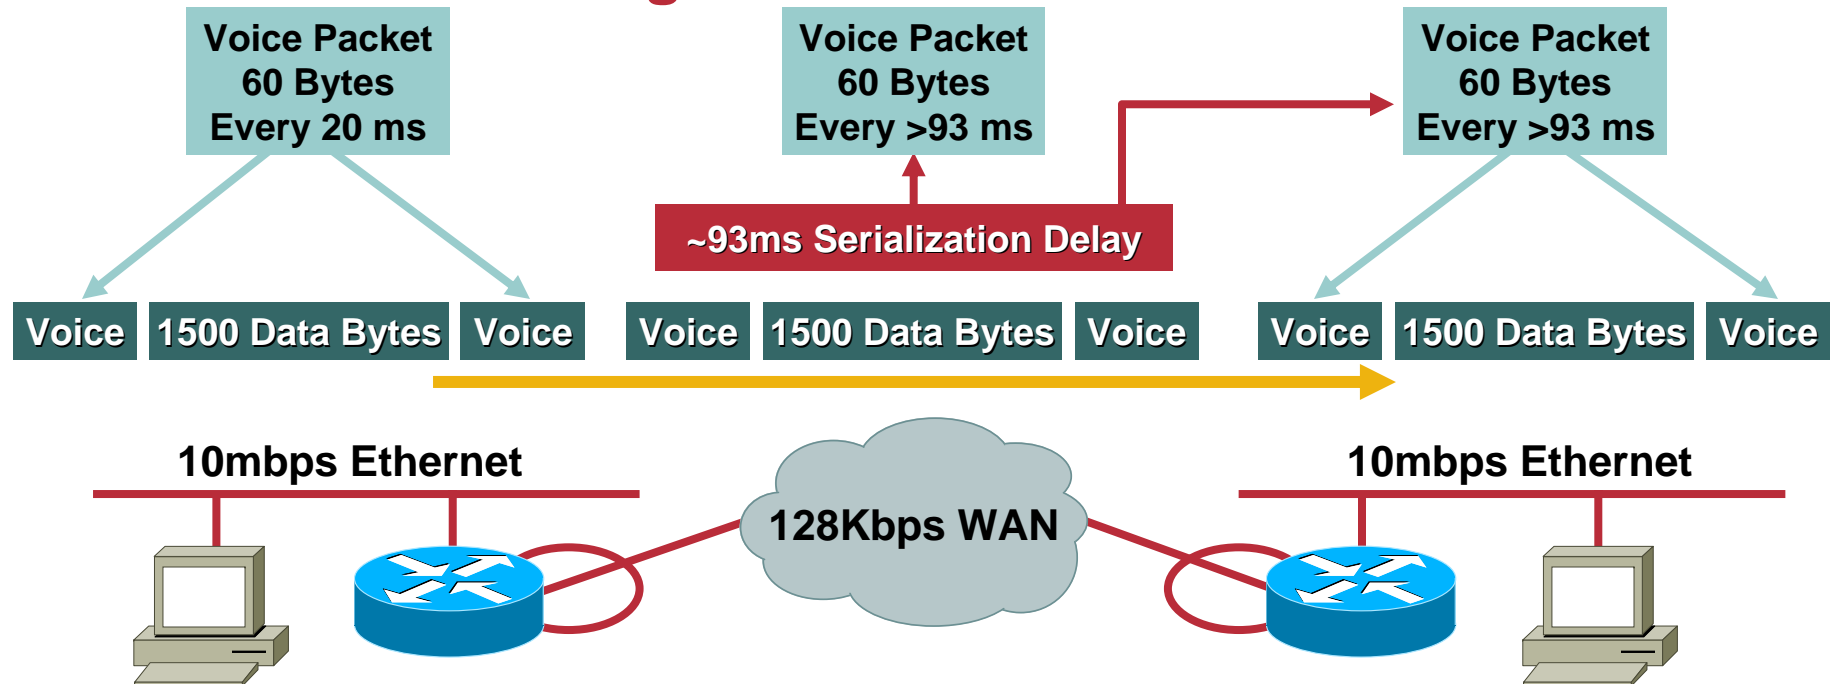 Voice Packet
60 Bytes
Every 20 ms
Voice Packet
60 Bytes
Every >93 ms
Voice Packet
60 Bytes
Every >93 ms
~93ms Serialization Delay
Voice 1500 Data Bytes Voice
Voice 1500 Data Bytes Voice
Voice 1500 Data Bytes Voice
10mbps Ethernet
128Kbps WAN
10mbps Ethernet